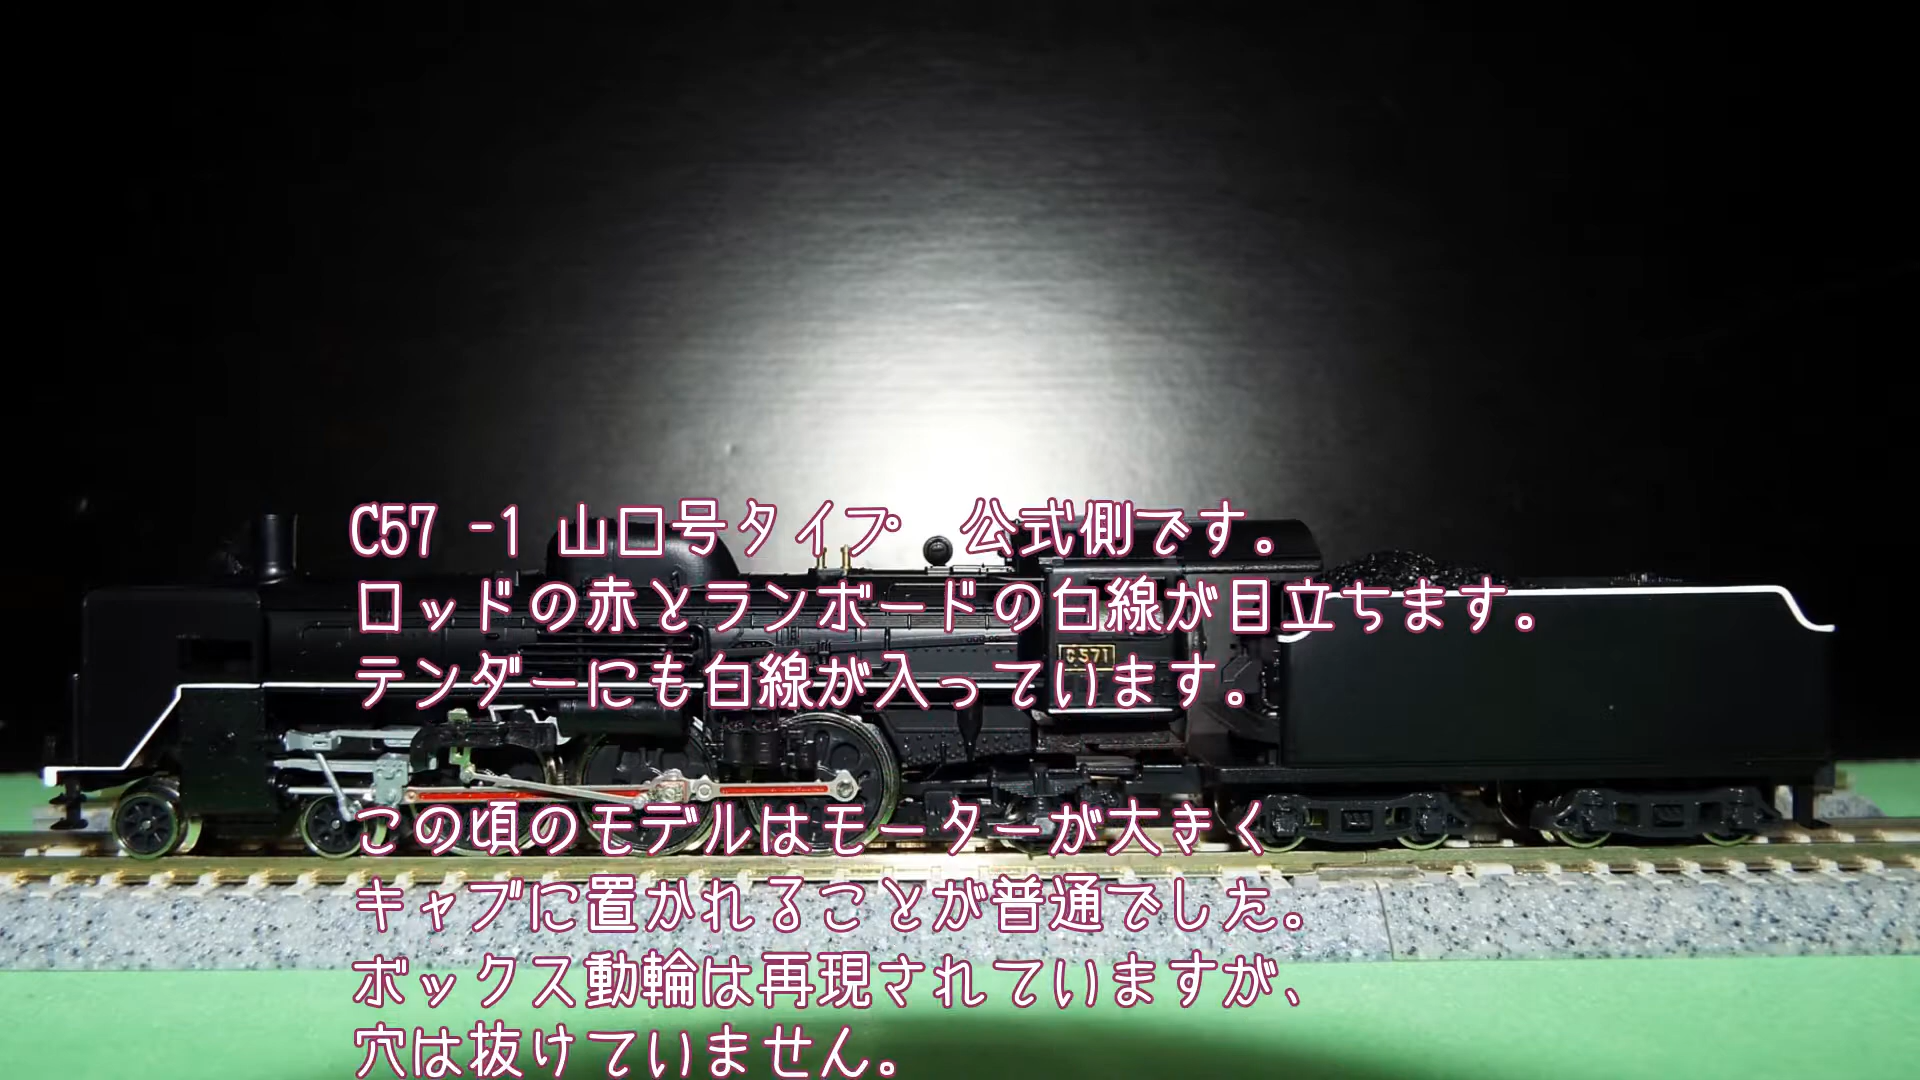 C57 -1 山口号タイプ　公式側です。
ロッドの赤とランボードの白線が目立ちます。
テンダーにも白線が入っています。
C571
この頃のモデルはモーターが大きく
キャブに置かれることが普通でした。
ボックス動輪は再現されていますが、
穴は抜けていません。